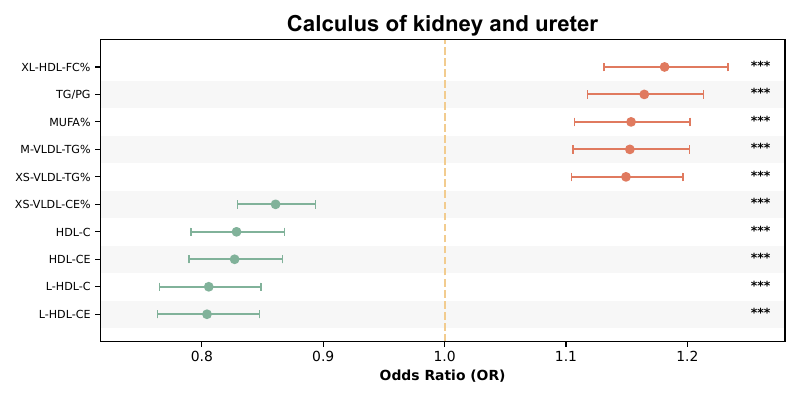 Calculus of kidney and ureter
XL-HDL-FC% ***
TG/PG ***
MUFA% ***
M-VLDL-TG% ***
XS-VLDL-TG% ***
XS-VLDL-CE% ***
HDL-C ***
HDL-CE ***
L-HDL-C ***
L-HDL-CE ***
0.8 0.9 1.0 1.1 1.2
Odds Ratio (OR)